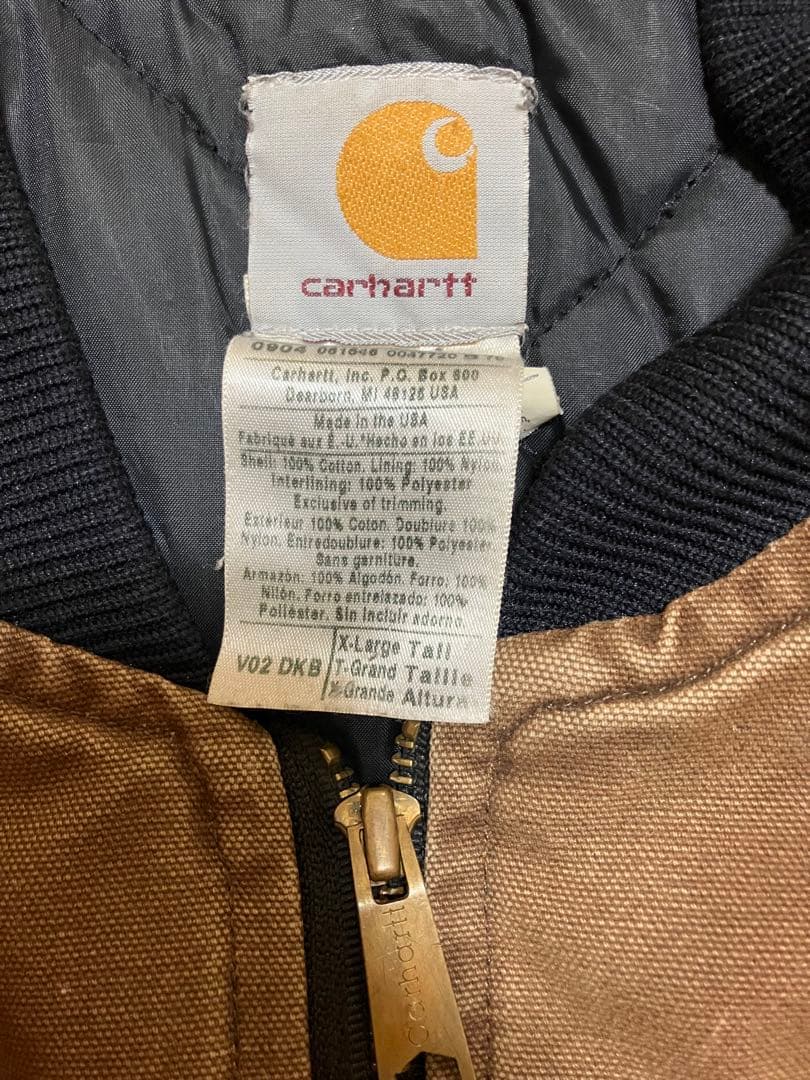 carhartt
0904 061646 0047720
Carhartt, Inc. P.O. Box 600
Dearborn, MI 48126 USA
Made in the USA
Fabriqué aux É.-U.*Hecho en los EE.UU.
Shell: 100% Cotton. Lining: 100% Nylon.
Interlining: 100% Polyester
Exclusive of trimming.
Extérieur 100% Coton. Doublure 100%
Nylon. Entredoublure: 100% Polyester.
Sans garniture.
Armazón: 100% Algodón. Forro: 100%
Nilón. Forro entrelazado: 100%
Poliéster. Sin incluir adorno.
X-Large Tall
V02 DKB T-Grand Taille
X-Grande Altura
carhartt